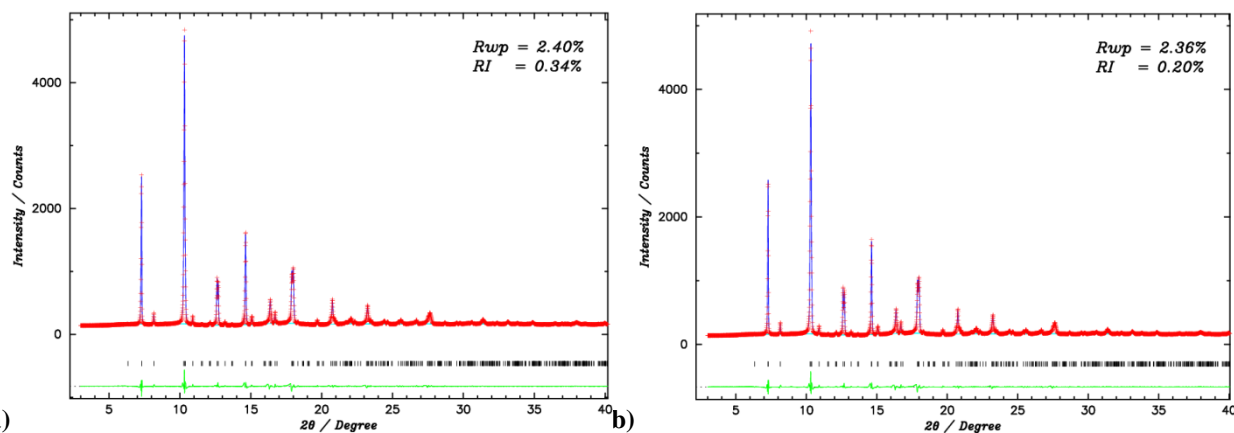 Rwp = 2.40%
RI = 0.34%
4000
2000
0
Intensity / Counts
5 10 15 20 25 30 35 40
2θ / Degree
)
Rwp = 2.36%
RI = 0.20%
4000
2000
0
Intensity / Counts
5 10 15 20 25 30 35 40
2θ / Degree
b)